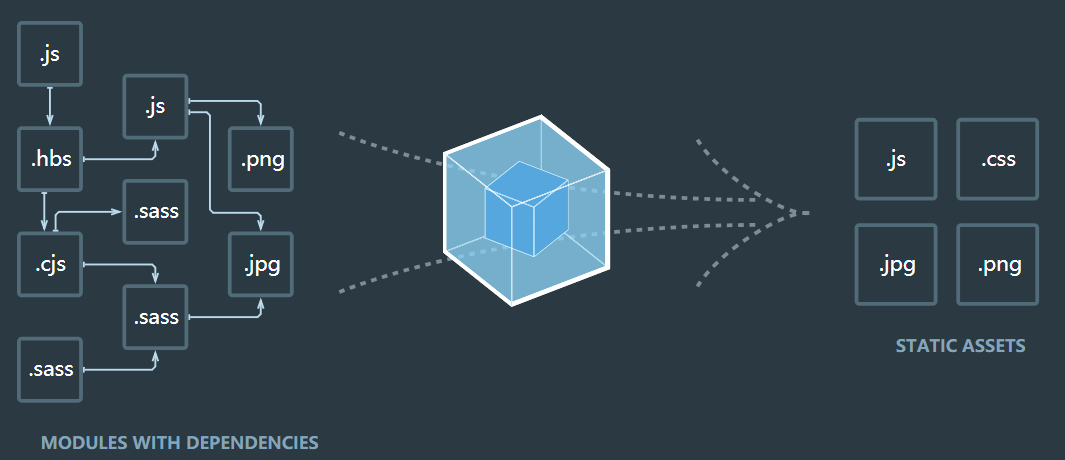 .js
.js
.hbs
.png
.sass
.cjs
.jpg
.sass
.sass
MODULES WITH DEPENDENCIES
.js
.css
.jpg
.png
STATIC ASSETS